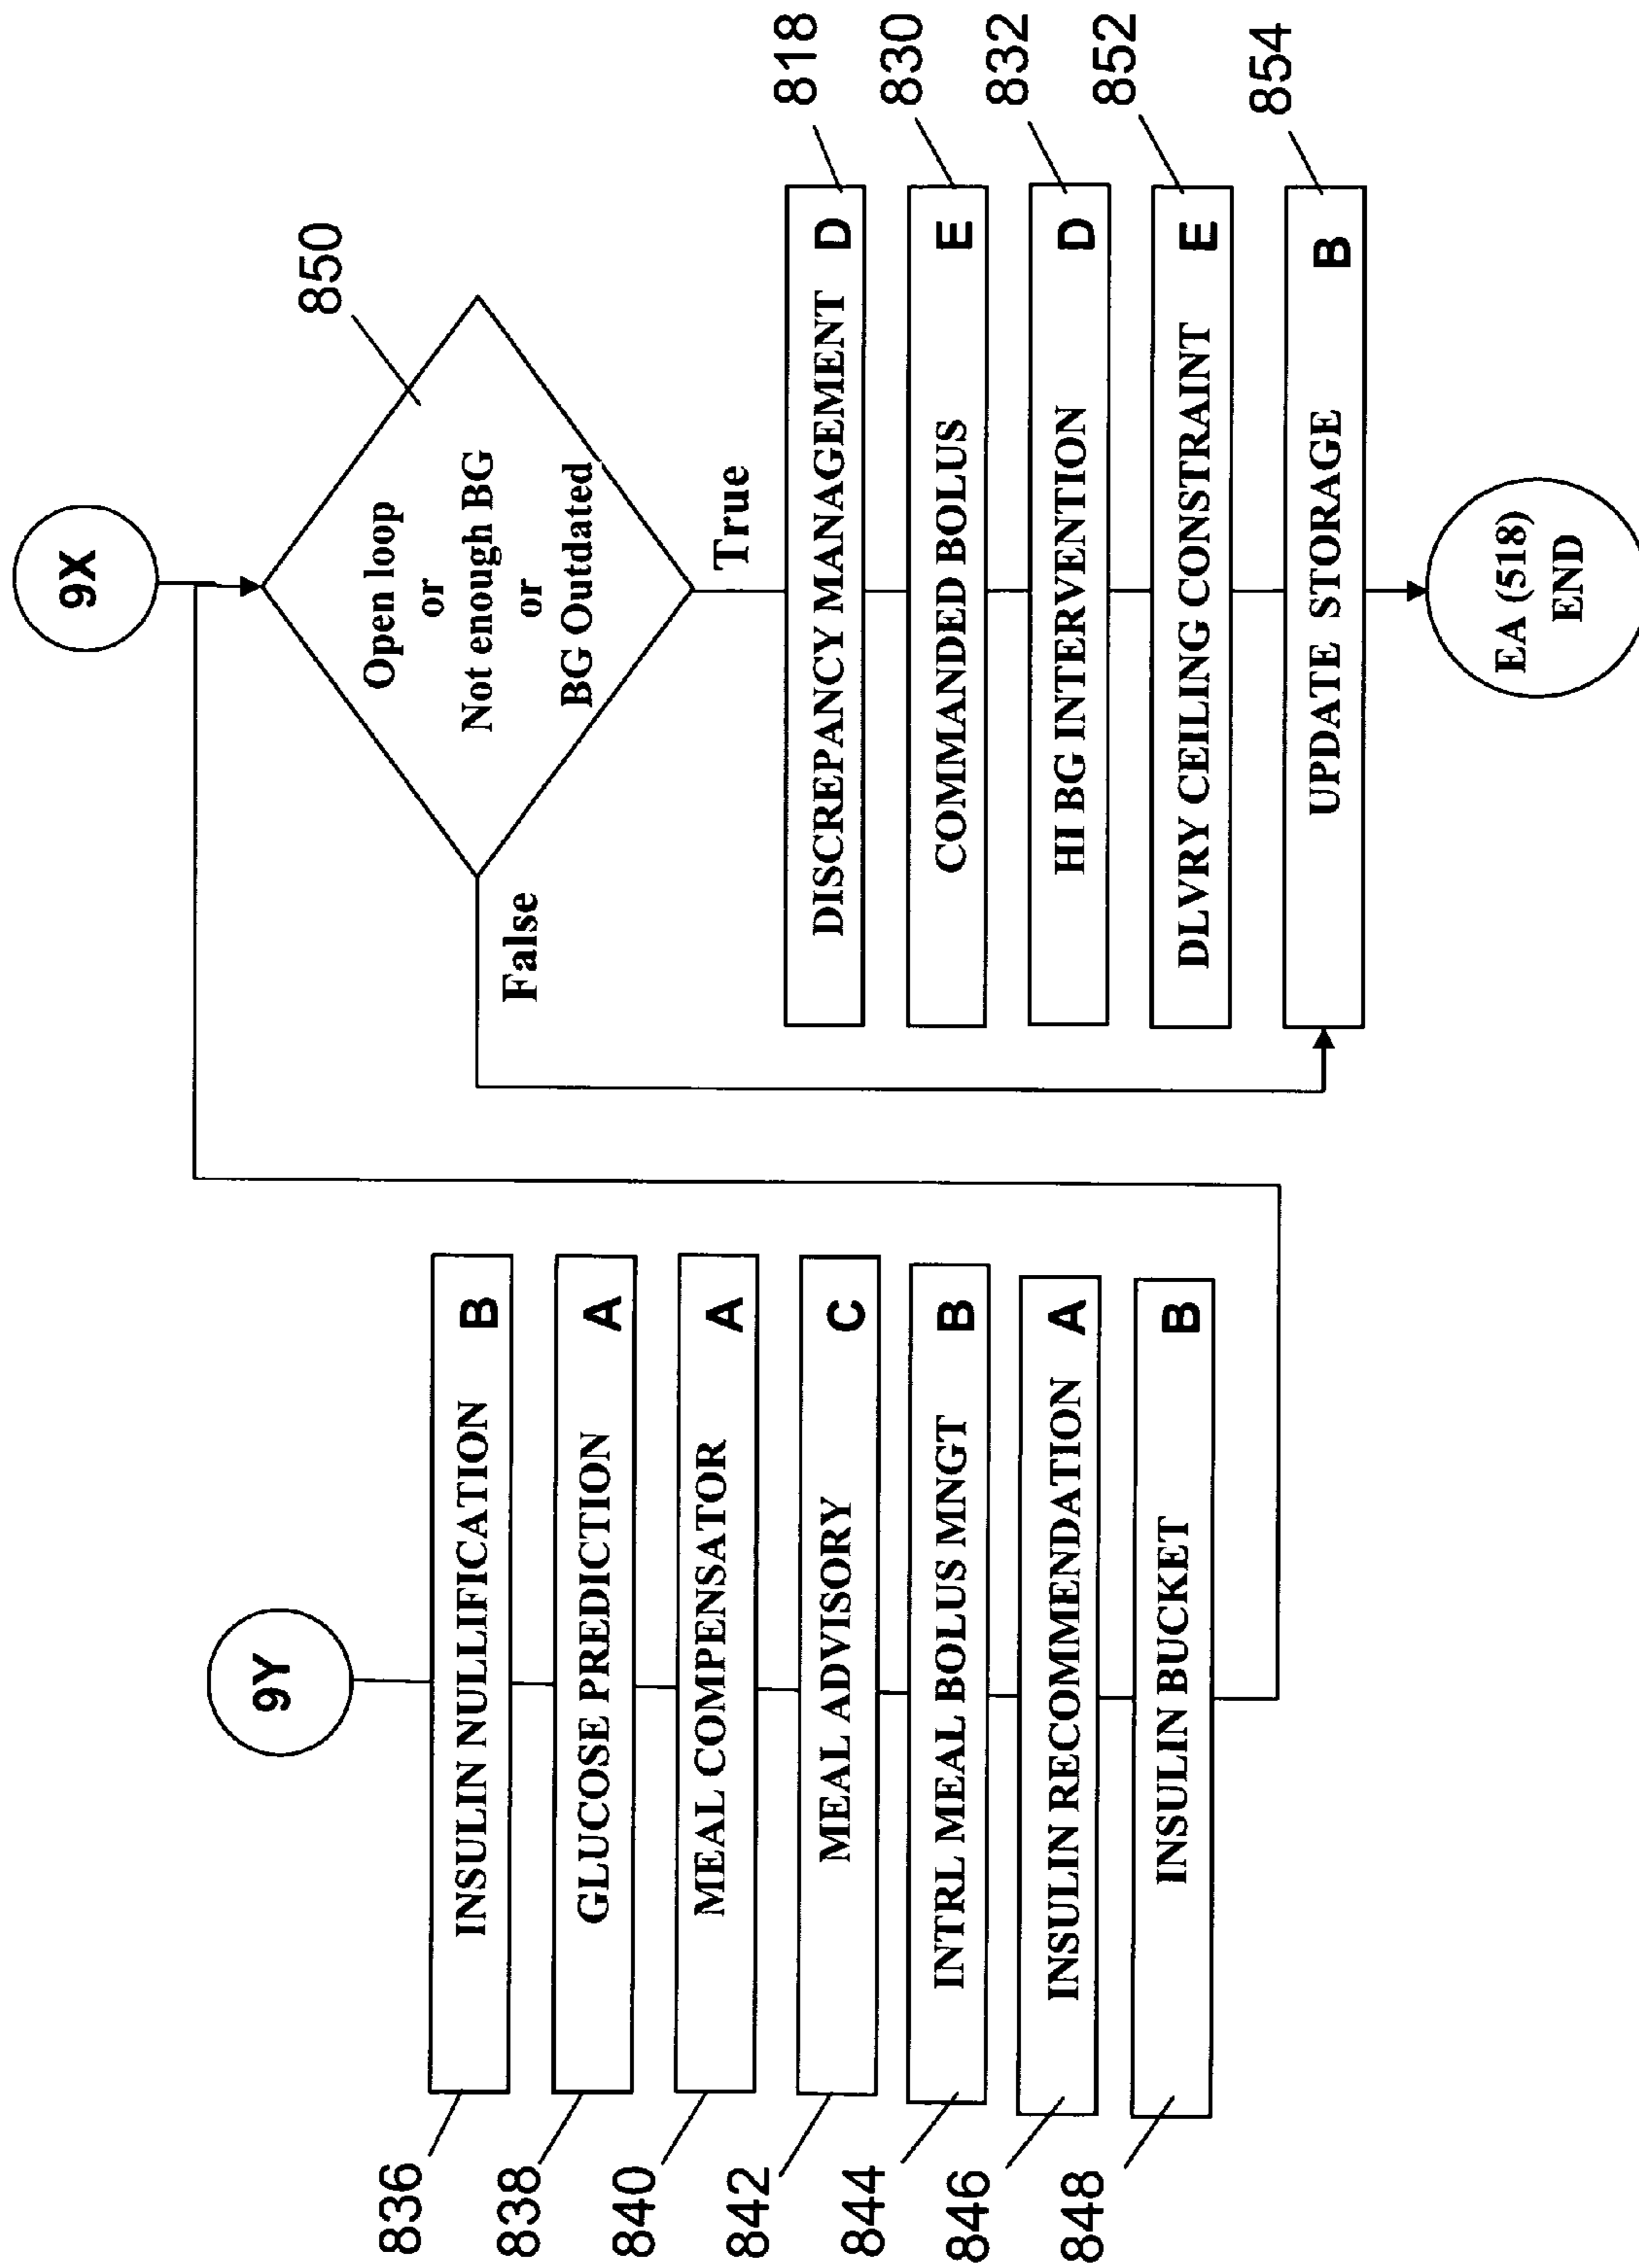 9Y
836
INSULIN NULLIFICATION B
838
GLUCOSE PREDICTION A
840
MEAL COMPENSATOR A
842
MEAL ADVISORY C
844
INTRL MEAL BOLUS MNGT B
846
INSULIN RECOMMENDATION A
848
INSULIN BUCKET B
9X
850
Open loop
or
Not enough BG
or
BG Outdated
False
True
DISCREPANCY MANAGEMENT D
818
COMMANDED BOLUS E
830
HI BG INTERVENTION D
832
DLVRY CEILING CONSTRAINT E
852
UPDATE STORAGE B
854
EA (518)
END